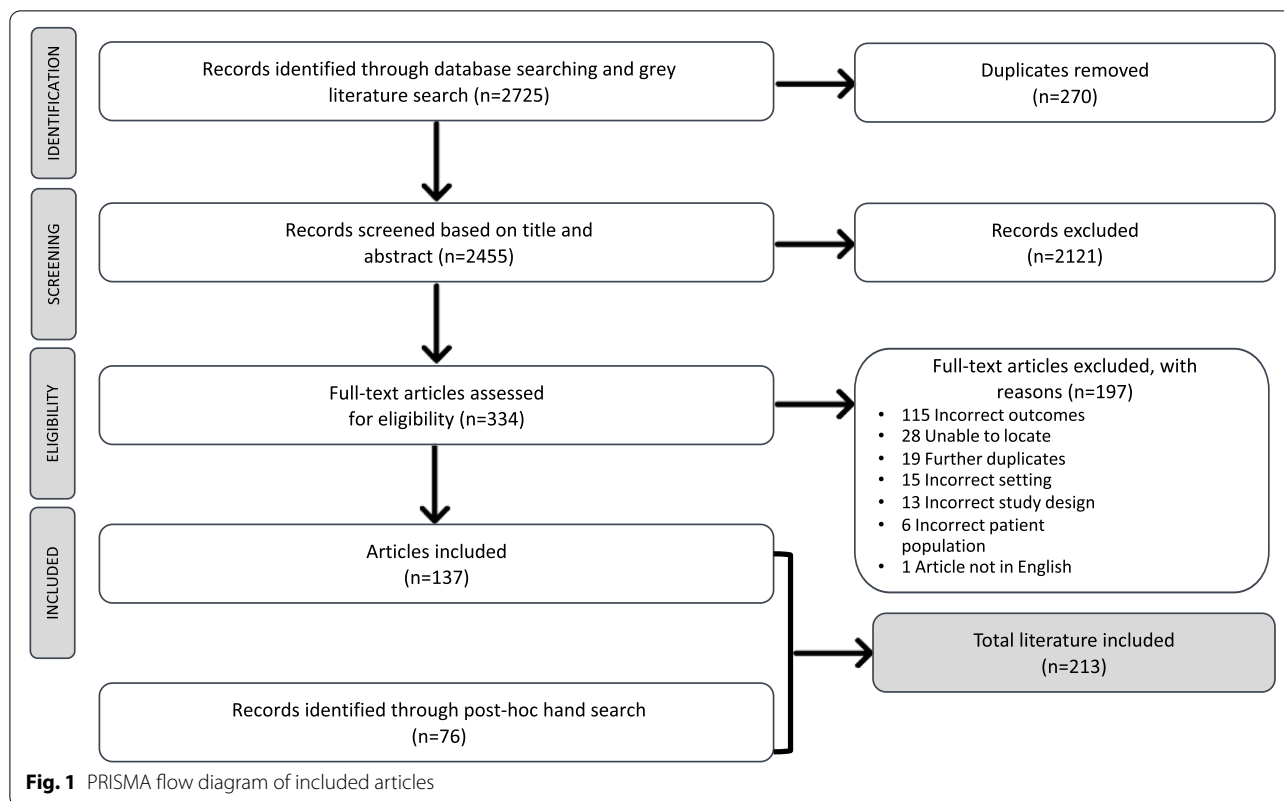 IDENTIFICATION
Records identified through database searching and grey
literature search (n=2725)
Duplicates removed
(n=270)
SCREENING
Records screened based on title and
abstract (n=2455)
Records excluded
(n=2121)
ELIGIBILITY
Full-text articles assessed
for eligibility (n=334)
Full-text articles excluded, with
reasons (n=197)
• 115 Incorrect outcomes
• 28 Unable to locate
• 19 Further duplicates
• 15 Incorrect setting
• 13 Incorrect study design
• 6 Incorrect patient
population
• 1 Article not in English
INCLUDED
Articles included
(n=137)
Total literature included
(n=213)
Records identified through post-hoc hand search
(n=76)
Fig. 1 PRISMA flow diagram of included articles